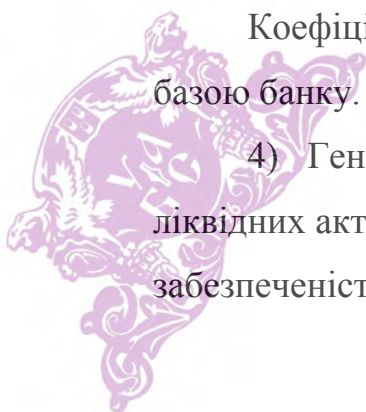 Коефіці
базою банку.
4) Ген
ліквідних акт
забезпеченіст